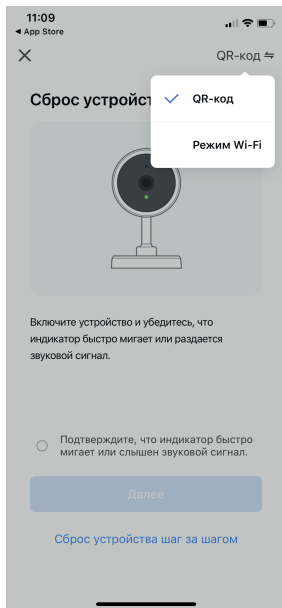 11:09
◀ App Store
QR-код ⇋
QR-код
Режим Wi-Fi
Сброс устройст
Включите устройство и убедитесь, что
индикатор быстро мигает или раздается
звуковой сигнал.
Подтвердите, что индикатор быстро
мигает или слышен звуковой сигнал.
Далее
Сброс устройства шаг за шагом